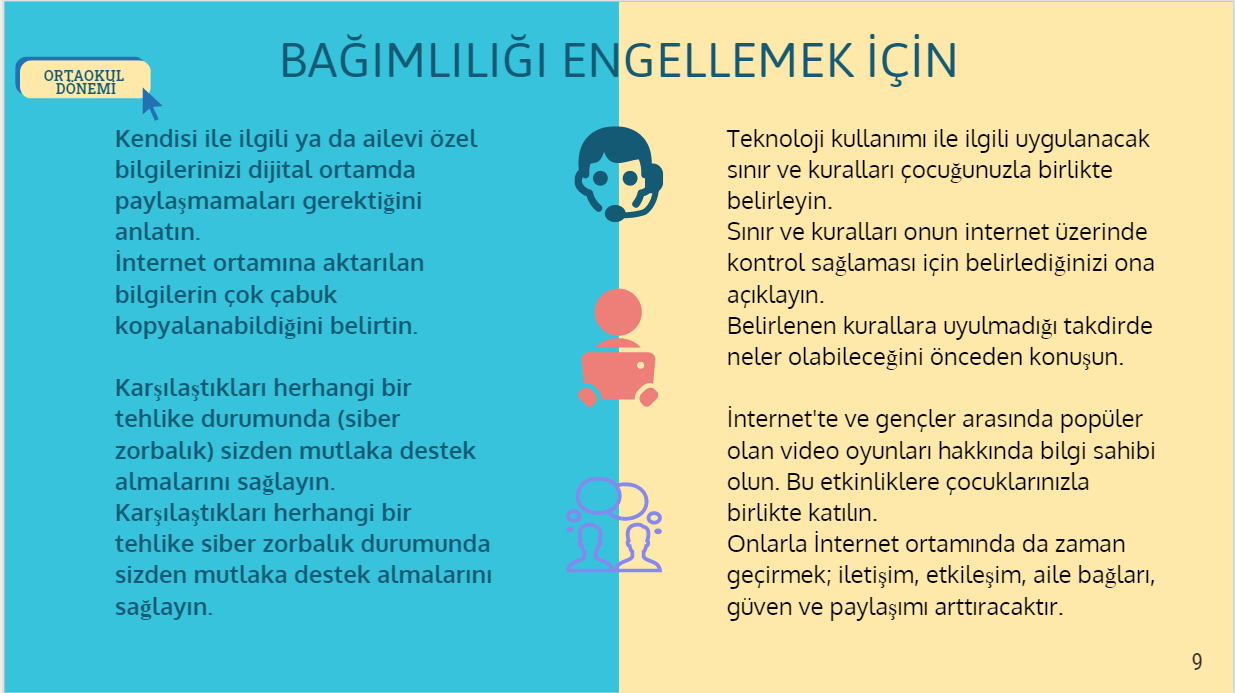 BAĞIMLILIĞI ENGELLEMEK İÇİN
ORTAOKUL
DÖNEMİ
Kendisi ile ilgili ya da ailevi özel
bilgilerinizi dijital ortamda
paylaşmamaları gerektiğini
anlatın.
İnternet ortamına aktarılan
bilgilerin çok çabuk
kopyalanabildiğini belirtin.
Karşılaştıkları herhangi bir
tehlike durumunda (siber
zorbalık) sizden mutlaka destek
almalarını sağlayın.
Karşılaştıkları herhangi bir
tehlike siber zorbalık durumunda
sizden mutlaka destek almalarını
sağlayın.
Teknoloji kullanımı ile ilgili uygulanacak
sınır ve kuralları çocuğunuzla birlikte
belirleyin.
Sınır ve kuralları onun internet üzerinde
kontrol sağlaması için belirlediğinizi ona
açıklayın.
Belirlenen kurallara uyulmadığı takdirde
neler olabileceğini önceden konuşun.
İnternet'te ve gençler arasında popüler
olan video oyunları hakkında bilgi sahibi
olun. Bu etkinliklere çocuklarınızla
birlikte katılın.
Onlarla İnternet ortamında da zaman
geçirmek; iletişim, etkileşim, aile bağları,
güven ve paylaşımı arttıracaktır.
9